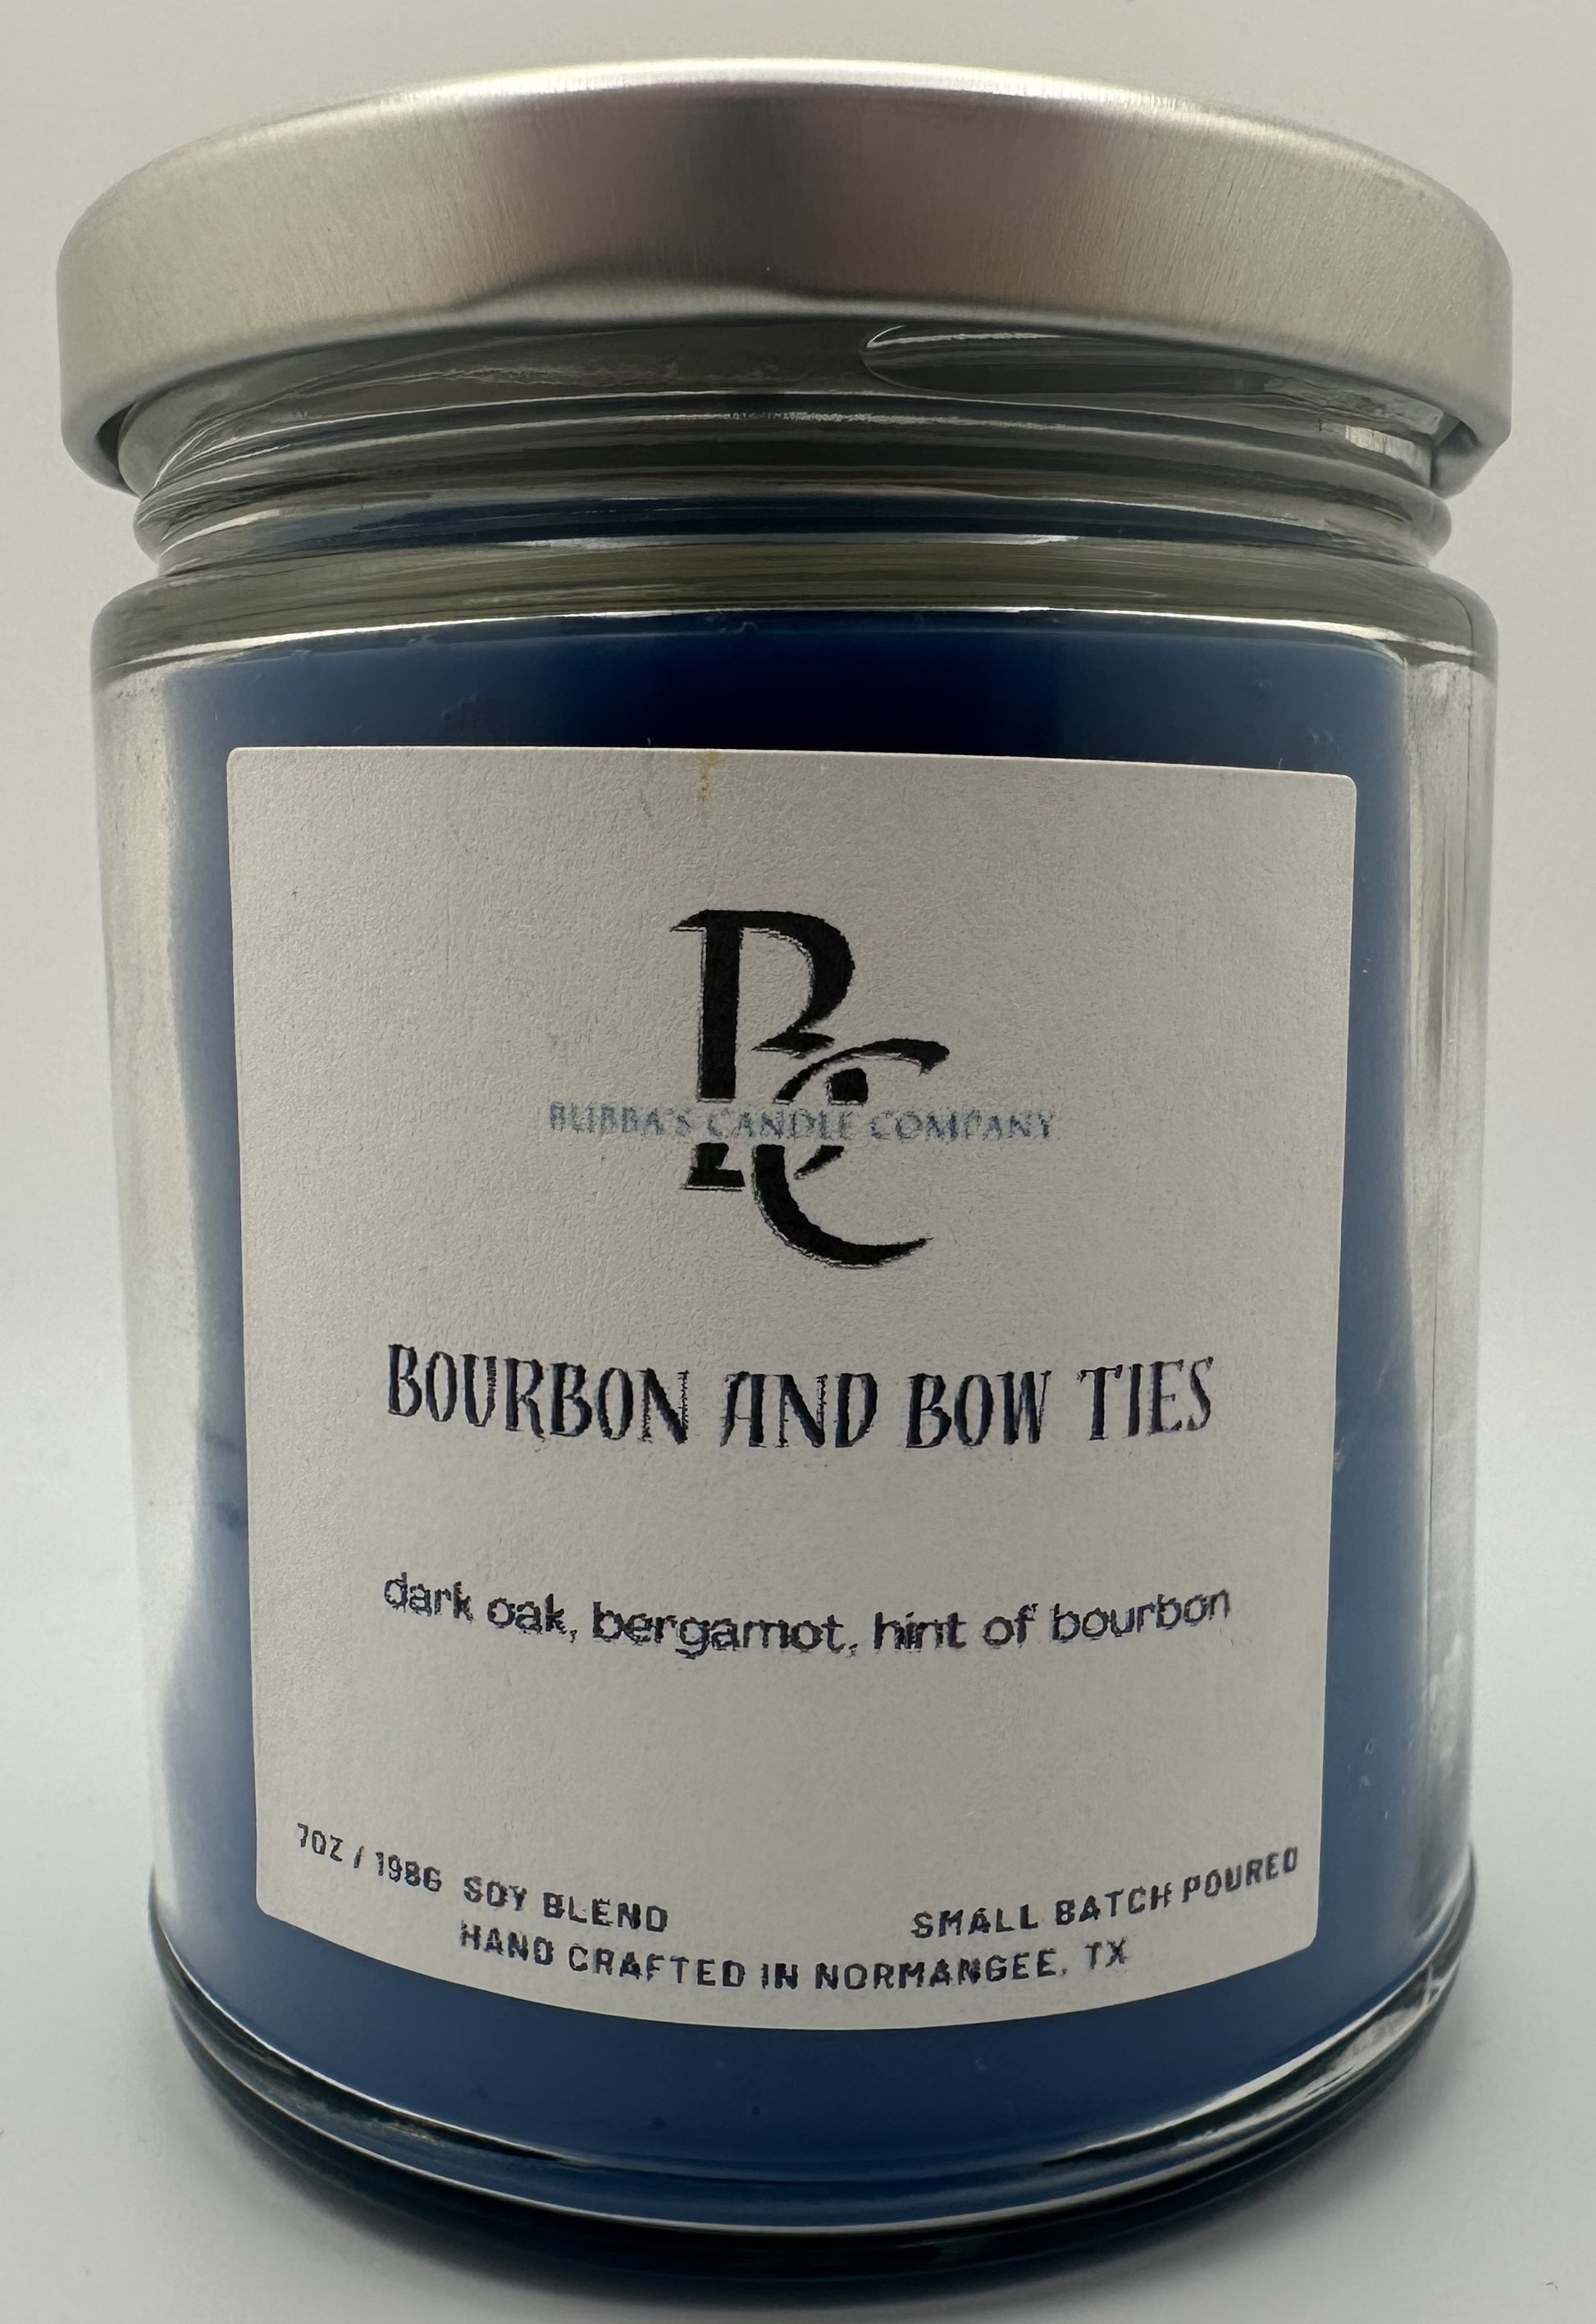 BC
BUBBA'S CANDLE COMPANY
BOURBON AND BOW TIES
dark oak, bergamot, hint of bourbon
7OZ / 198G SOY BLEND SMALL BATCH POURED
HAND CRAFTED IN NORMANGEE, TX